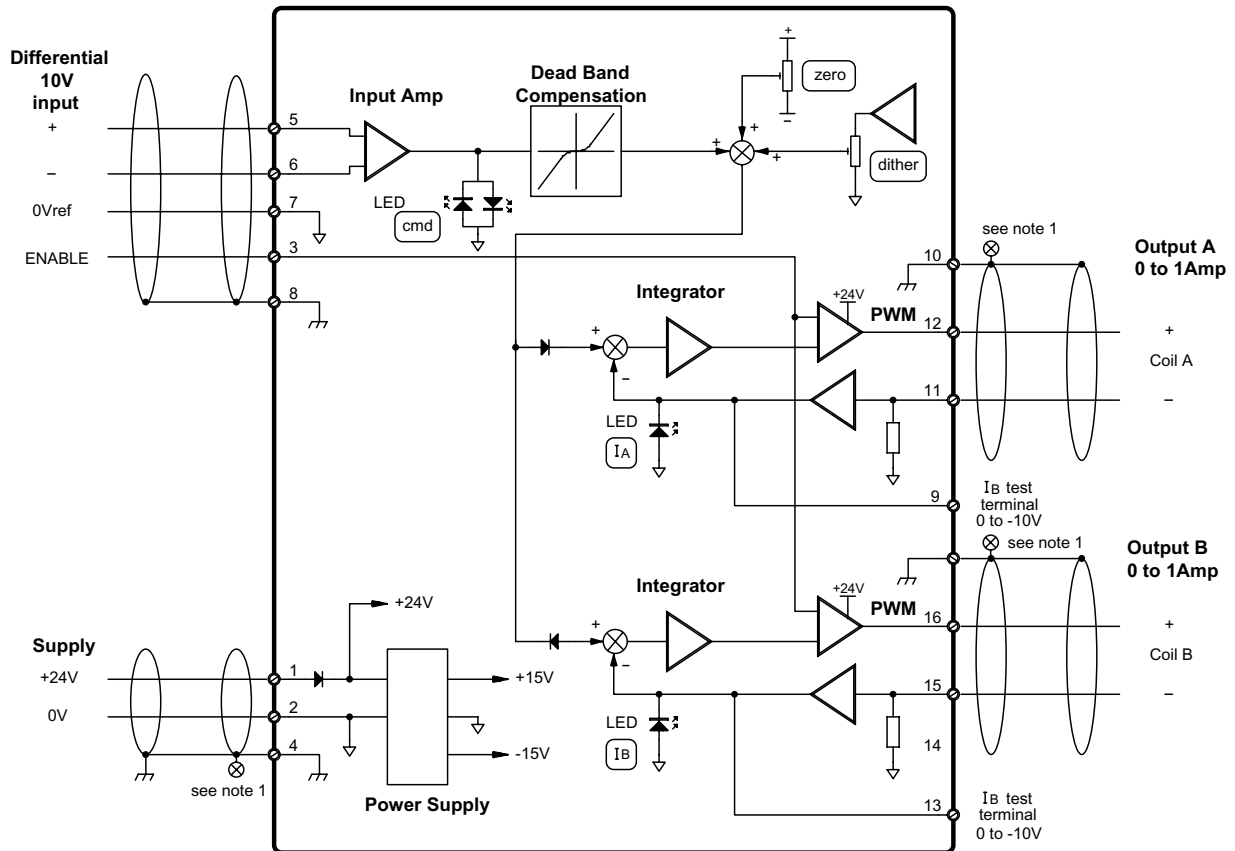 Differential
10V
input
+
–
0Vref
ENABLE
5
6
7
3
8
Input Amp
LED
cmd
Dead Band
Compensation
+
–
zero
+
+
+
dither
see note 1
Output A
0 to 1Amp
10
Integrator
+24V
PWM
12
+
–
+
Coil A
–
11
LED
IA
9
IB test
terminal
0 to -10V
see note 1
Output B
0 to 1Amp
Integrator
+24V
PWM
16
+
–
+
Coil B
–
15
LED
IB
14
13
IB test
terminal
0 to -10V
Supply
+24V
0V
1
2
4
see note 1
+24V
+15V
-15V
Power Supply